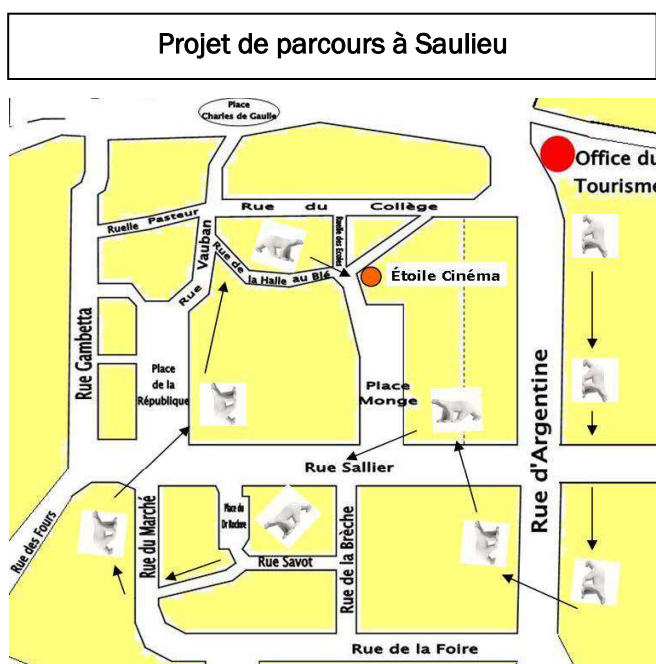 Projet de parcours à Saulieu
Place
Charles de Gaulle
Office du
Tourisme
Ruelle Pasteur
Rue du Collège
Rue Vauban
Ruelle des Ecoles
Rue de
la Halle au Blé
Étoile Cinéma
Rue Gambetta
Place
de la
République
Place
Monge
Rue d'Argentine
Rue Sallier
Rue des Fours
Rue du Marché
Place du
Dr Roclore
Rue Savot
Rue de la Brèche
Rue de la Foire